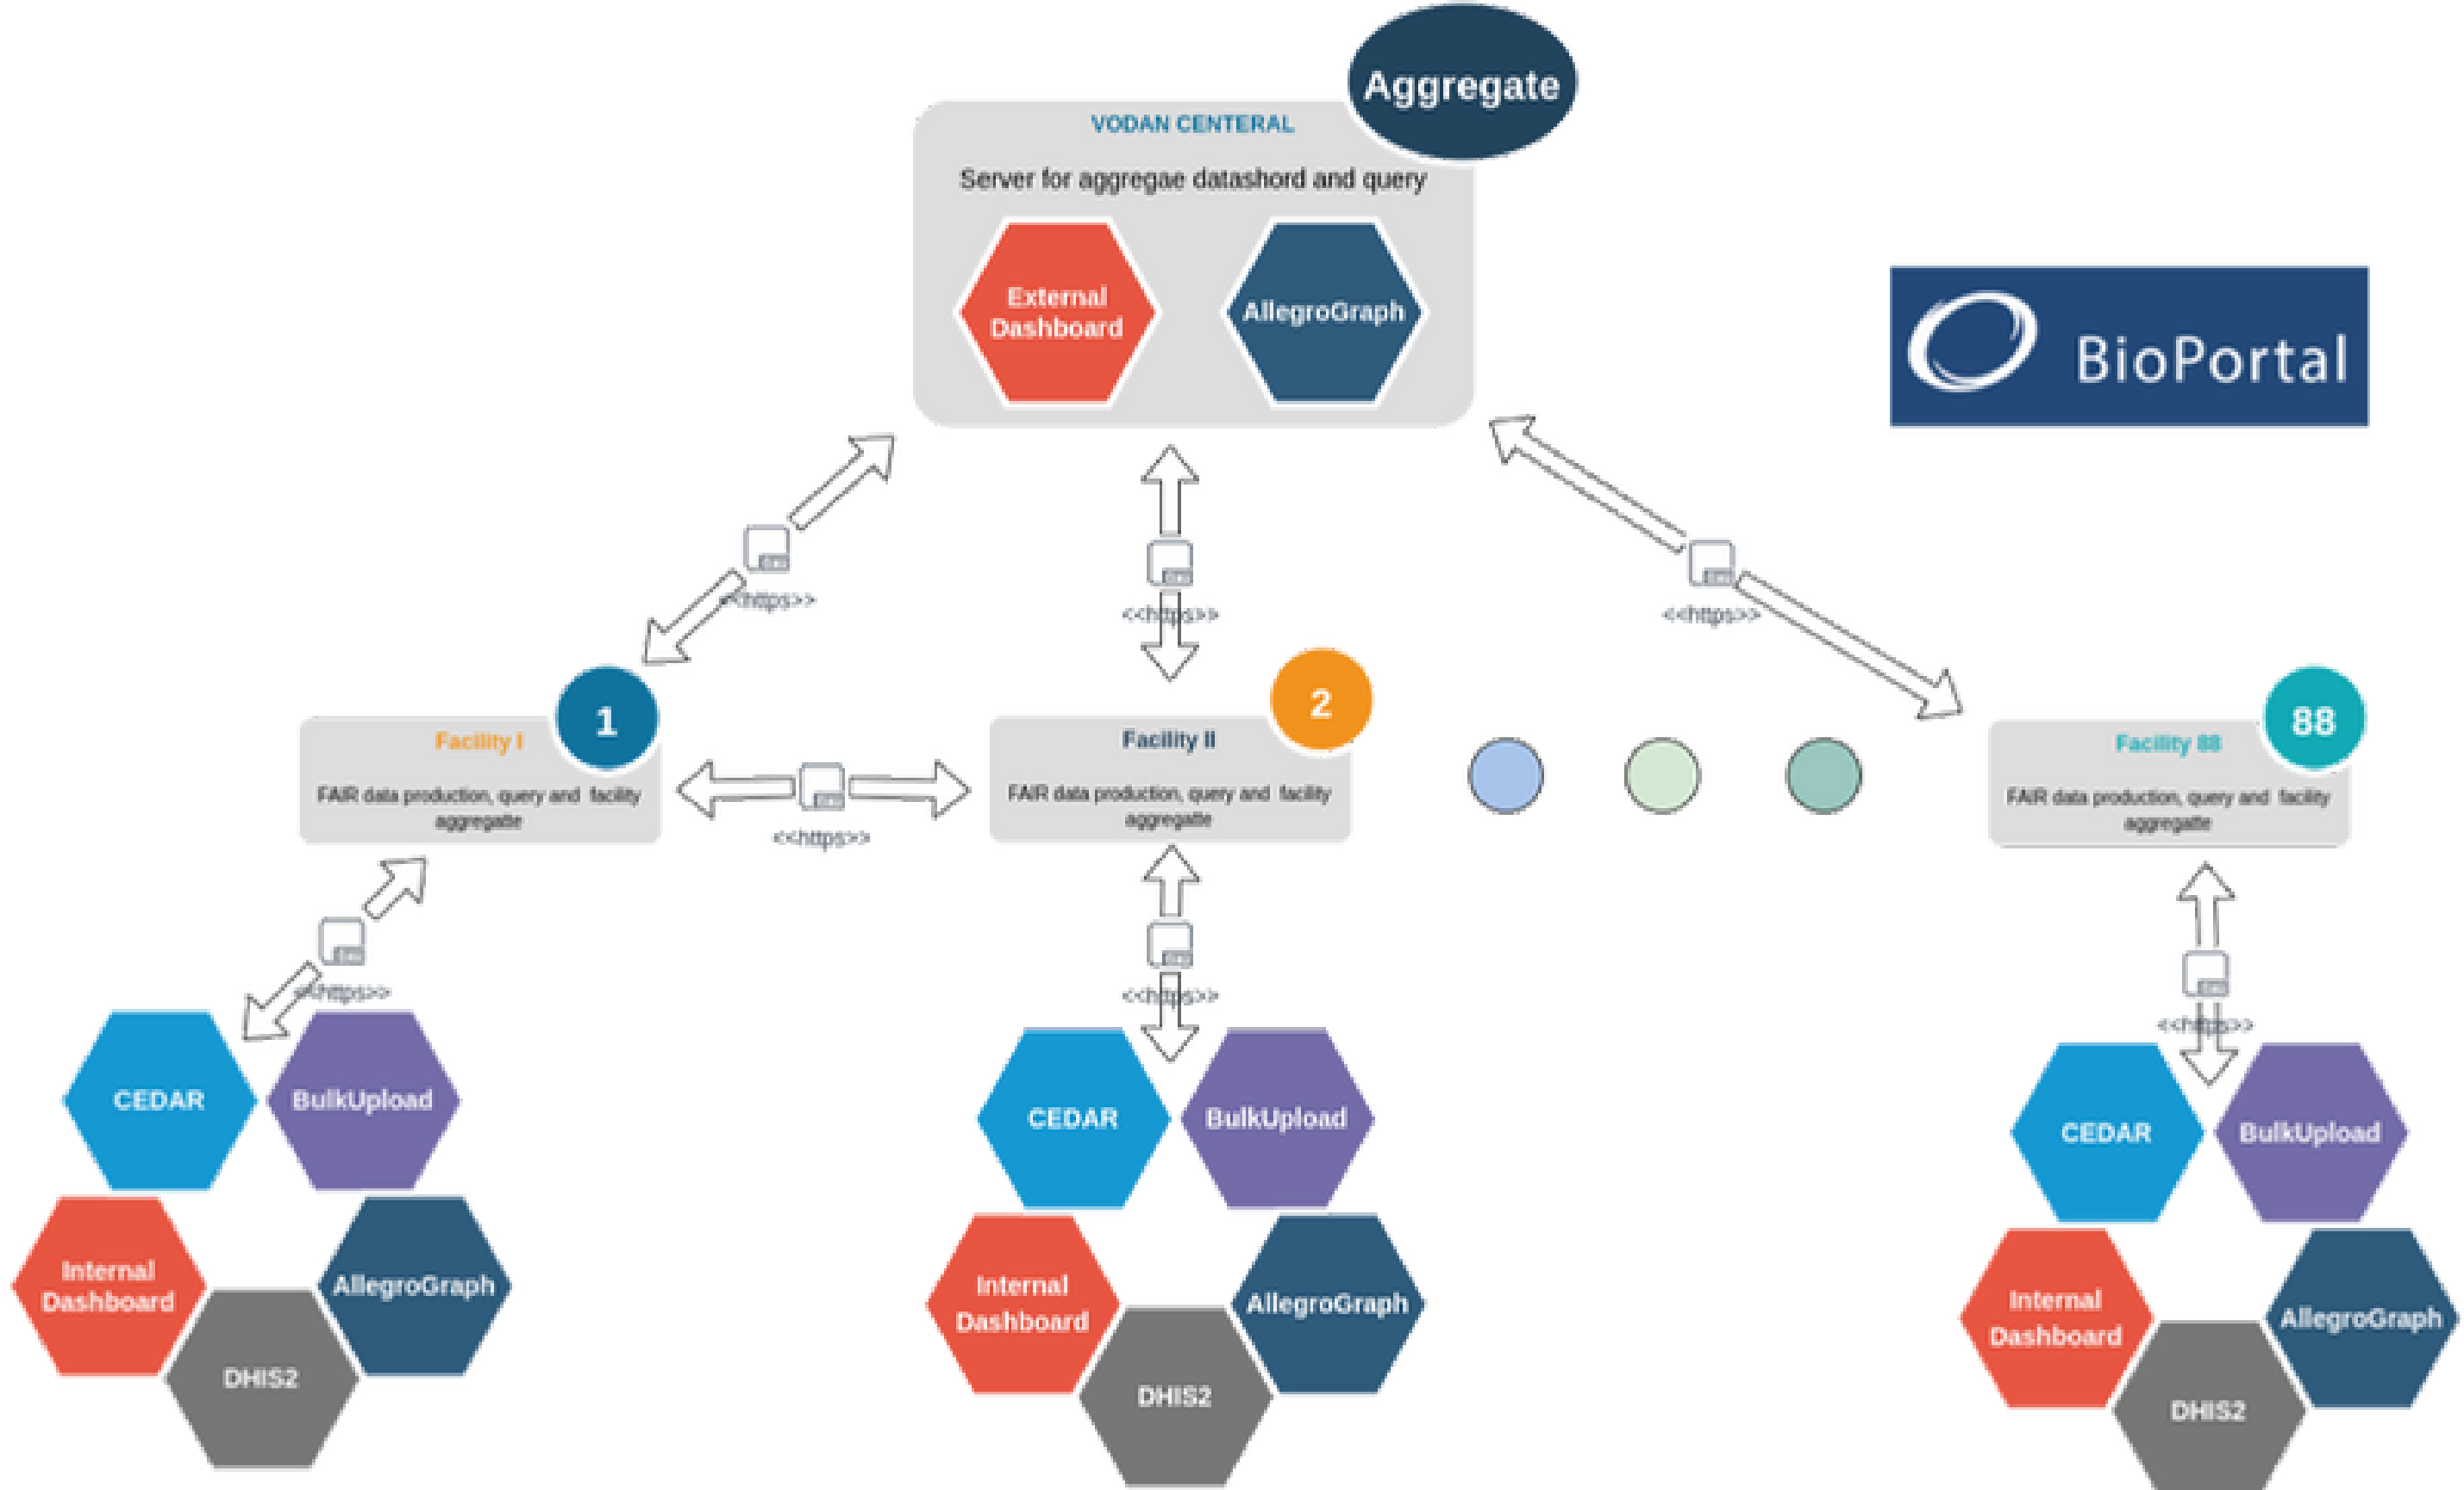 Aggregate
VODAN CENTERAL
Server for aggregae datashord and query
External
Dashboard
AllegroGraph
BioPortal
<<https>>
<<https>>
<<https>>
1
2
88
Facility I
FAIR data production, query and facility
aggregatte
Facility II
FAIR data production, query and facility
aggregatte
Facility 88
FAIR data production, query and facility
aggregatte
<<https>>
<<https>>
<<https>>
<<https>>
CEDAR
BulkUpload
Internal
Dashboard
AllegroGraph
DHIS2
CEDAR
BulkUpload
Internal
Dashboard
AllegroGraph
DHIS2
CEDAR
BulkUpload
Internal
Dashboard
AllegroGraph
DHIS2